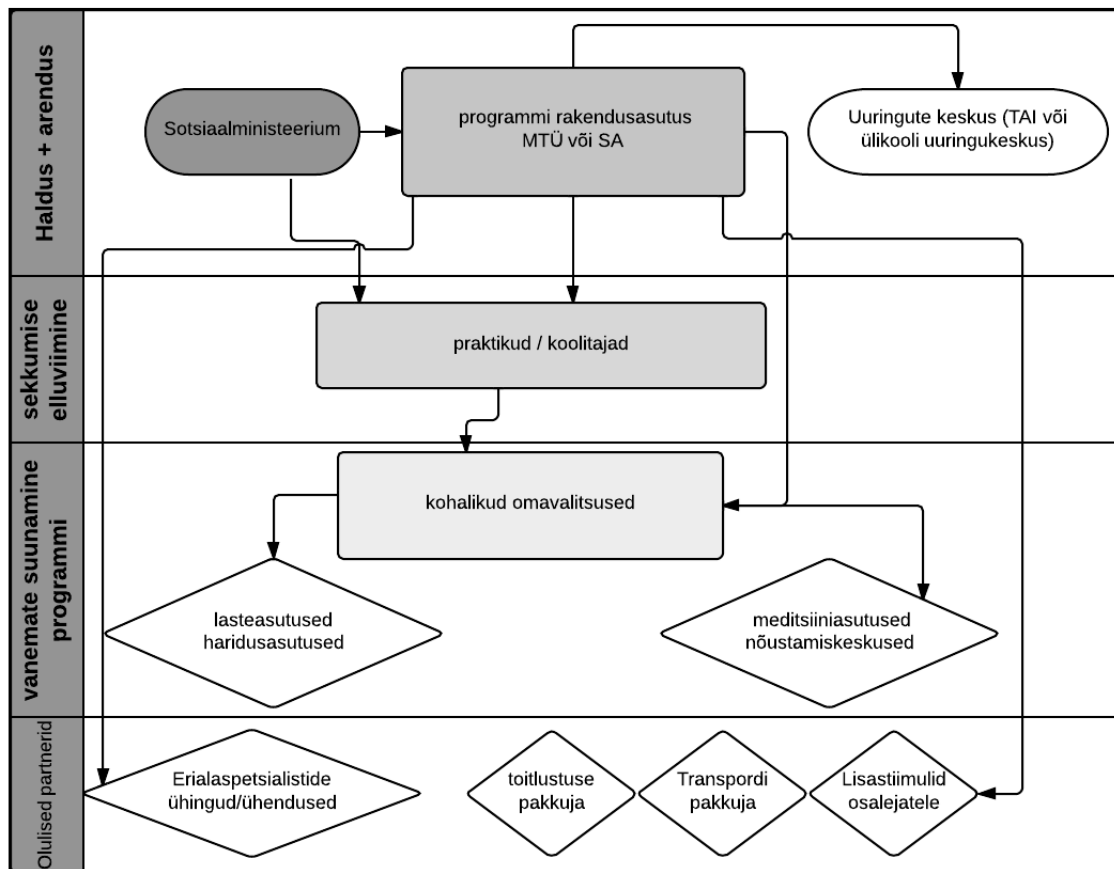 Haldus + arendus
Sotsiaalministeerium
programmi rakendusasutus
MTÜ või SA
Uuringute keskus (TAI või
ülikooli uuringukeskus)
sekkumise
elluviimine
praktikud / koolitajad
vanemate suunamine
programmi
kohalikud omavalitsused
lasteasutused
haridusasutused
meditsiiniasutused
nõustamiskeskused
Olulised partnerid
Erialaspetsialistide
ühingud/ühendused
toitlustuse
pakkuja
Transpordi
pakkuja
Lisastiimulid
osalejatele